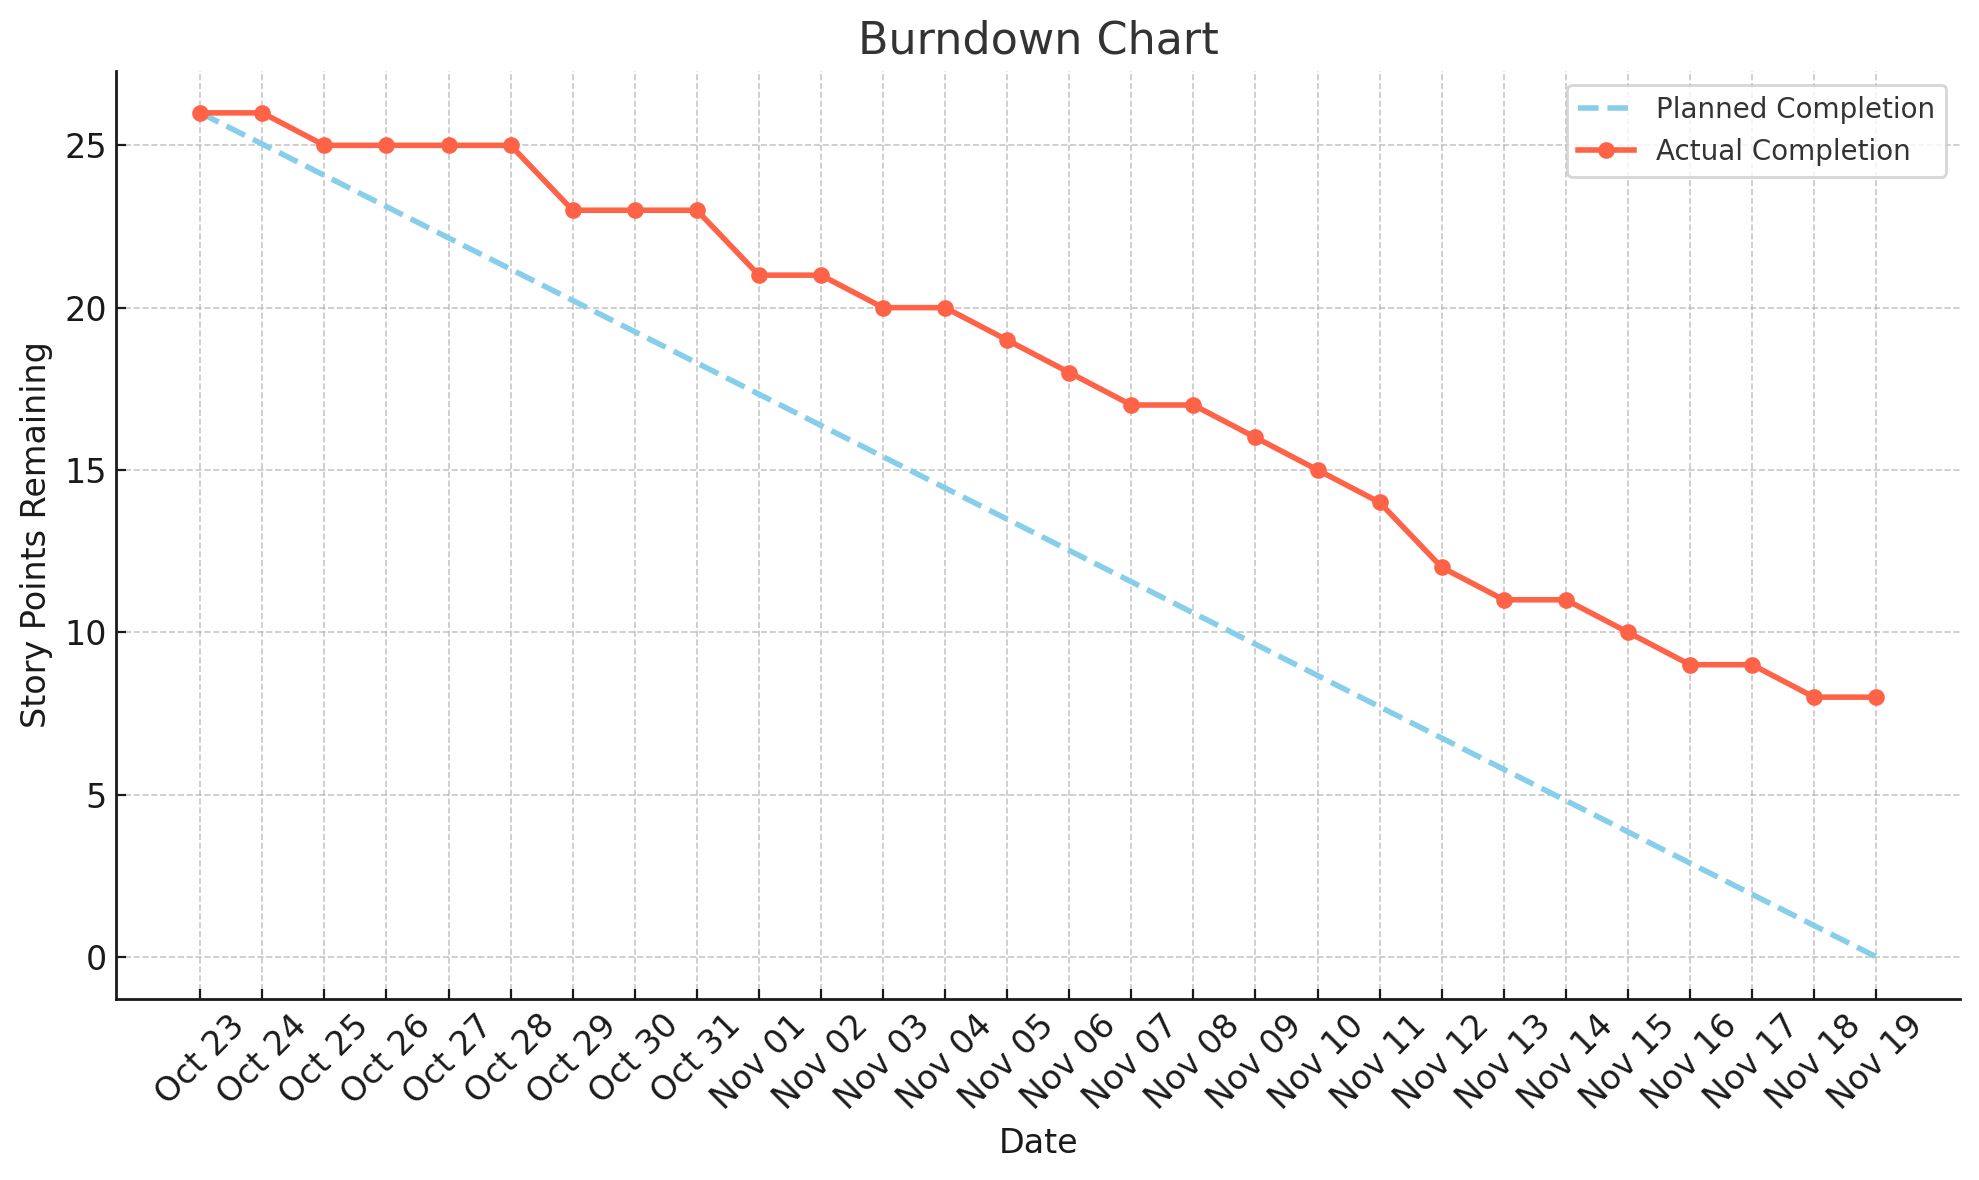 Burndown Chart
Planned Completion
Actual Completion
Story Points Remaining
25
20
15
10
5
0
Oct 23
Oct 24
Oct 25
Oct 26
Oct 27
Oct 28
Oct 29
Oct 30
Oct 31
Nov 01
Nov 02
Nov 03
Nov 04
Nov 05
Nov 06
Nov 07
Nov 08
Nov 09
Nov 10
Nov 11
Nov 12
Nov 13
Nov 14
Nov 15
Nov 16
Nov 17
Nov 18
Nov 19
Date